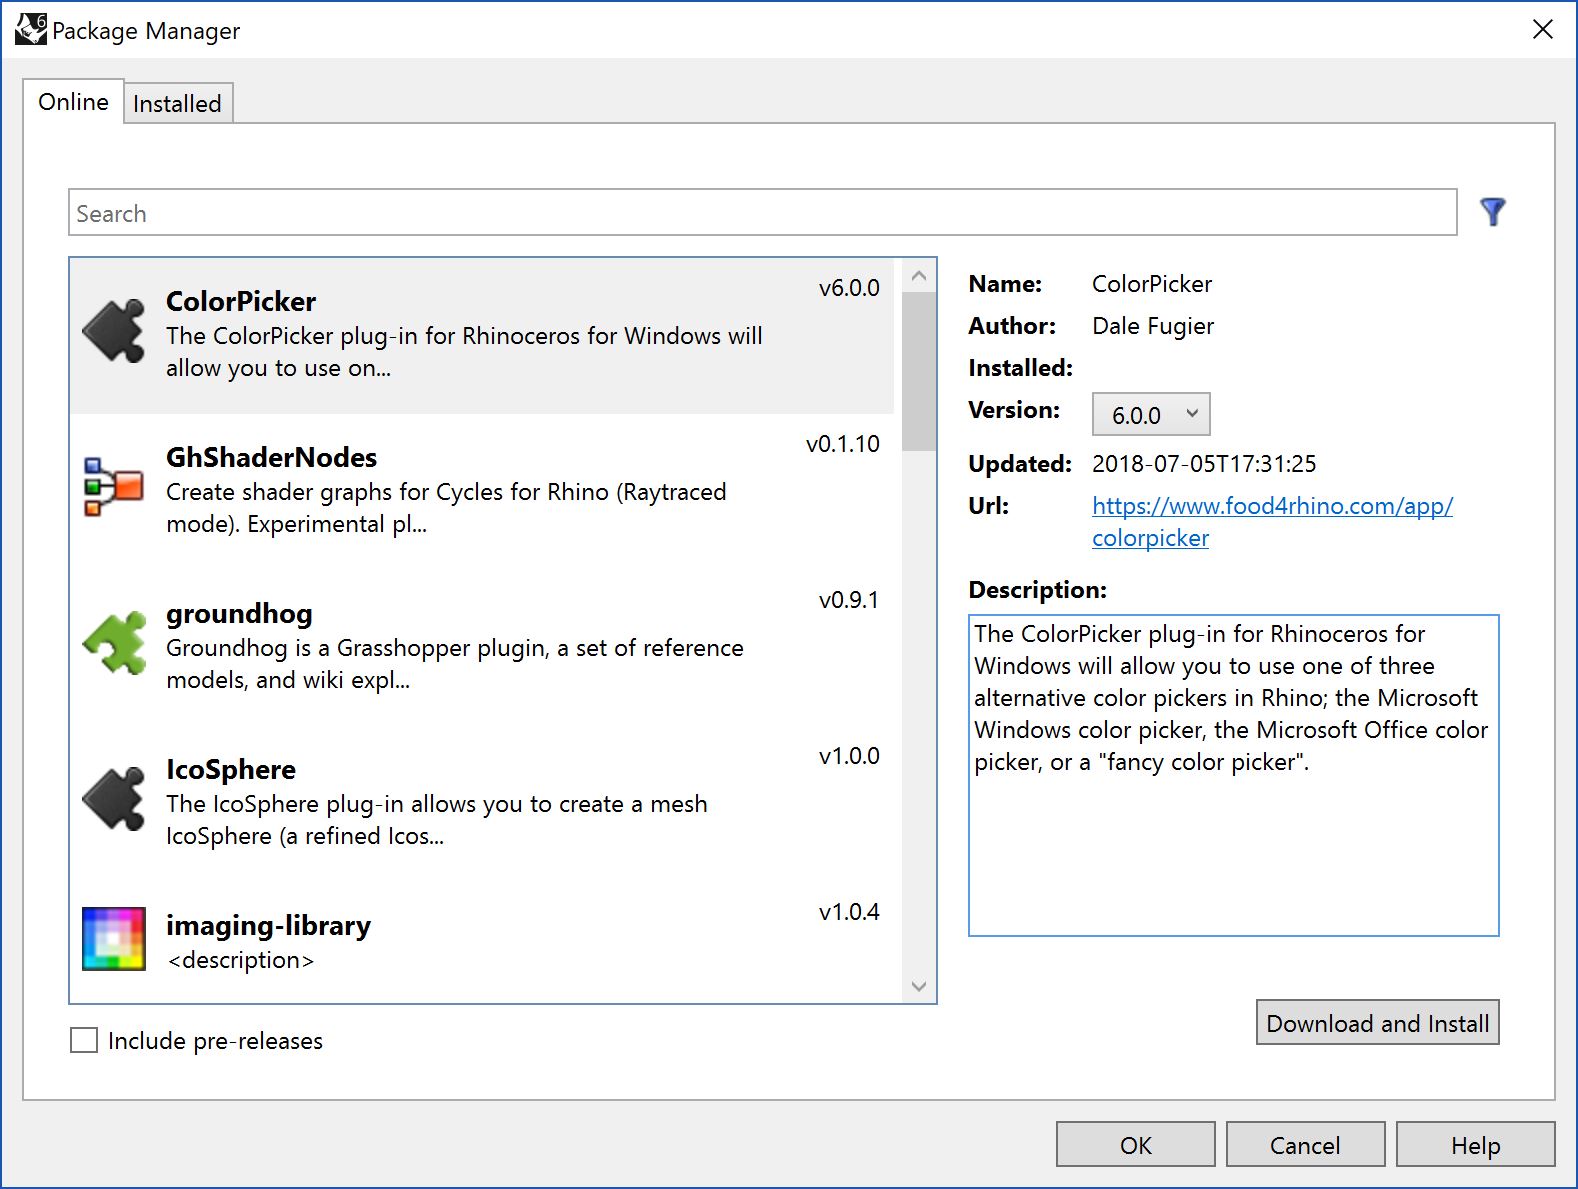 6
Package Manager
Online
Installed
Search
ColorPicker
v6.0.0
The ColorPicker plug-in for Rhinoceros for Windows will
allow you to use on...
GhShaderNodes
v0.1.10
Create shader graphs for Cycles for Rhino (Raytraced
mode). Experimental pl...
groundhog
v0.9.1
Groundhog is a Grasshopper plugin, a set of reference
models, and wiki expl...
IcoSphere
v1.0.0
The IcoSphere plug-in allows you to create a mesh
IcoSphere (a refined Icos...
imaging-library
v1.0.4
<description>
Include pre-releases
Name: ColorPicker
Author: Dale Fugier
Installed:
Version: 6.0.0
Updated: 2018-07-05T17:31:25
Url: https://www.food4rhino.com/app/
colorpicker
Description:
The ColorPicker plug-in for Rhinoceros for
Windows will allow you to use one of three
alternative color pickers in Rhino; the Microsoft
Windows color picker, the Microsoft Office color
picker, or a "fancy color picker".
Download and Install
OK
Cancel
Help